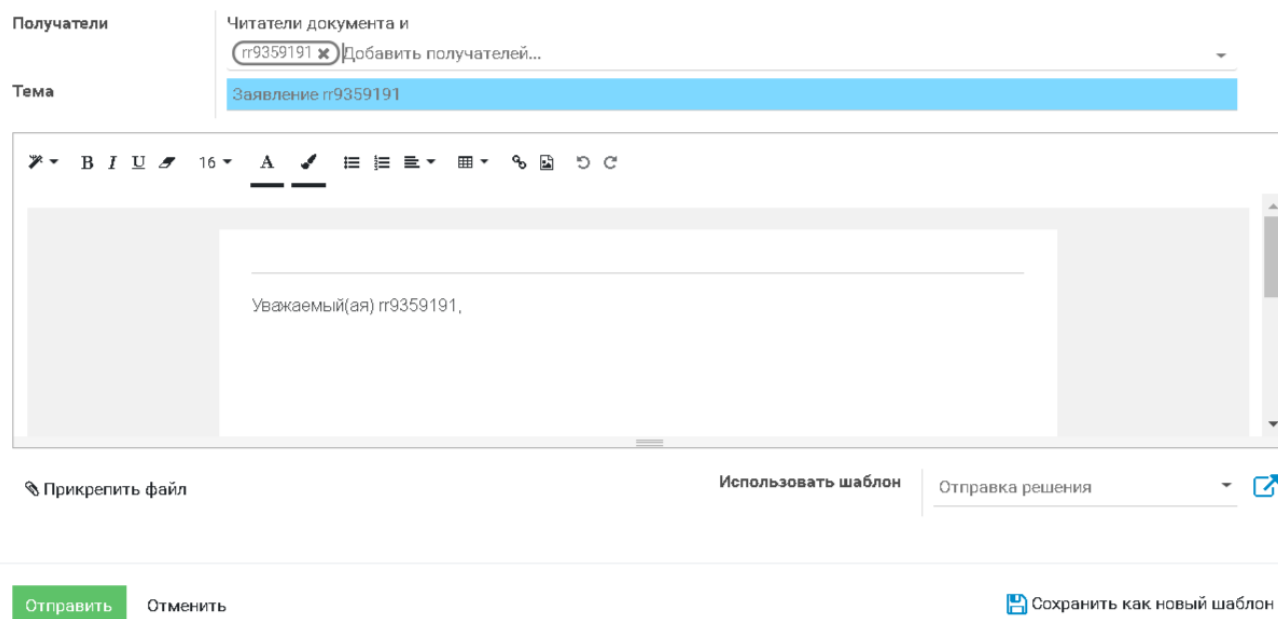 Получатели
Читатели документа и
rr9359191 Добавить получателей...
Тема
Заявление rr9359191
B I U 16 A
Уважаемый(ая) rr9359191,
Прикрепить файл
Использовать шаблон
Отправка решения
Отправить
Отменить
Сохранить как новый шаблон